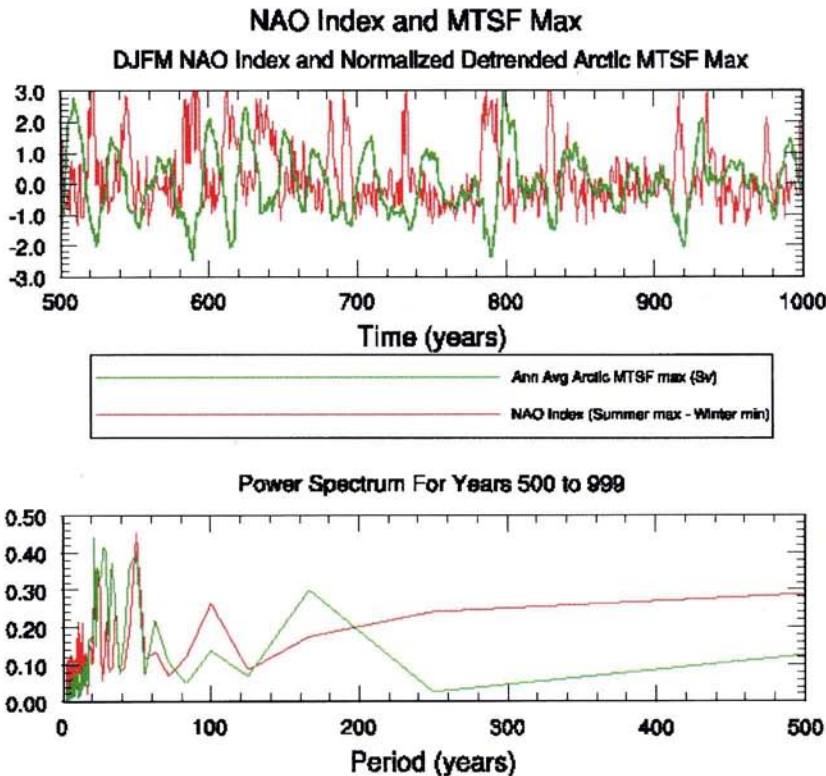 NAO Index and MTSF Max
DJFM NAO Index and Normalized Detrended Arctic MTSF Max
3.0
2.0
1.0
0.0
-1.0
-2.0
-3.0
500 600 700 800 900 1000
Time (years)
Ann Avg Arctic MTSF max (Sv)
NAO Index (Summer max - Winter min)
Power Spectrum For Years 500 to 999
0.50
0.40
0.30
0.20
0.10
0.00
0 100 200 300 400 500
Period (years)